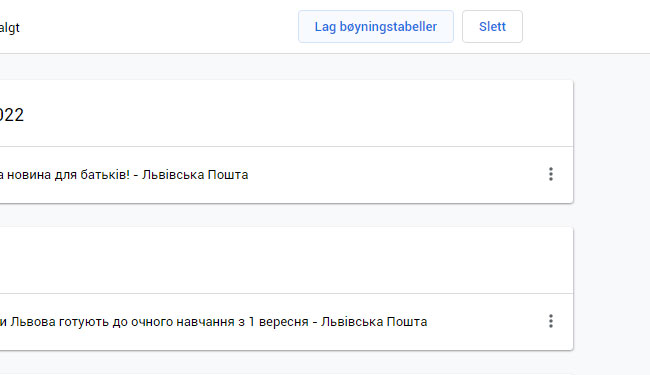 algt
Lag bøyningstabeller
Slett
022
а новина для батьків! - Львівська Пошта
и Львова готують до очного навчання з 1 вересня - Львівська Пошта